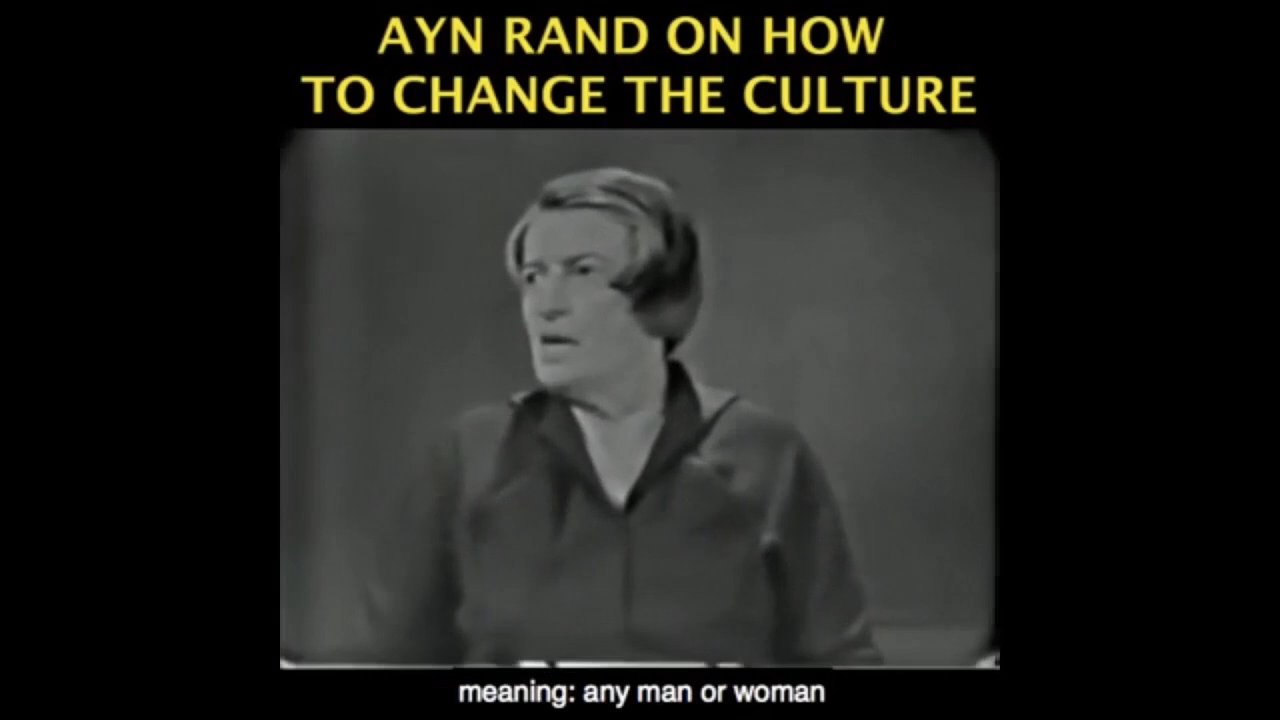 AYN RAND ON HOW
TO CHANGE THE CULTURE
meaning: any man or woman